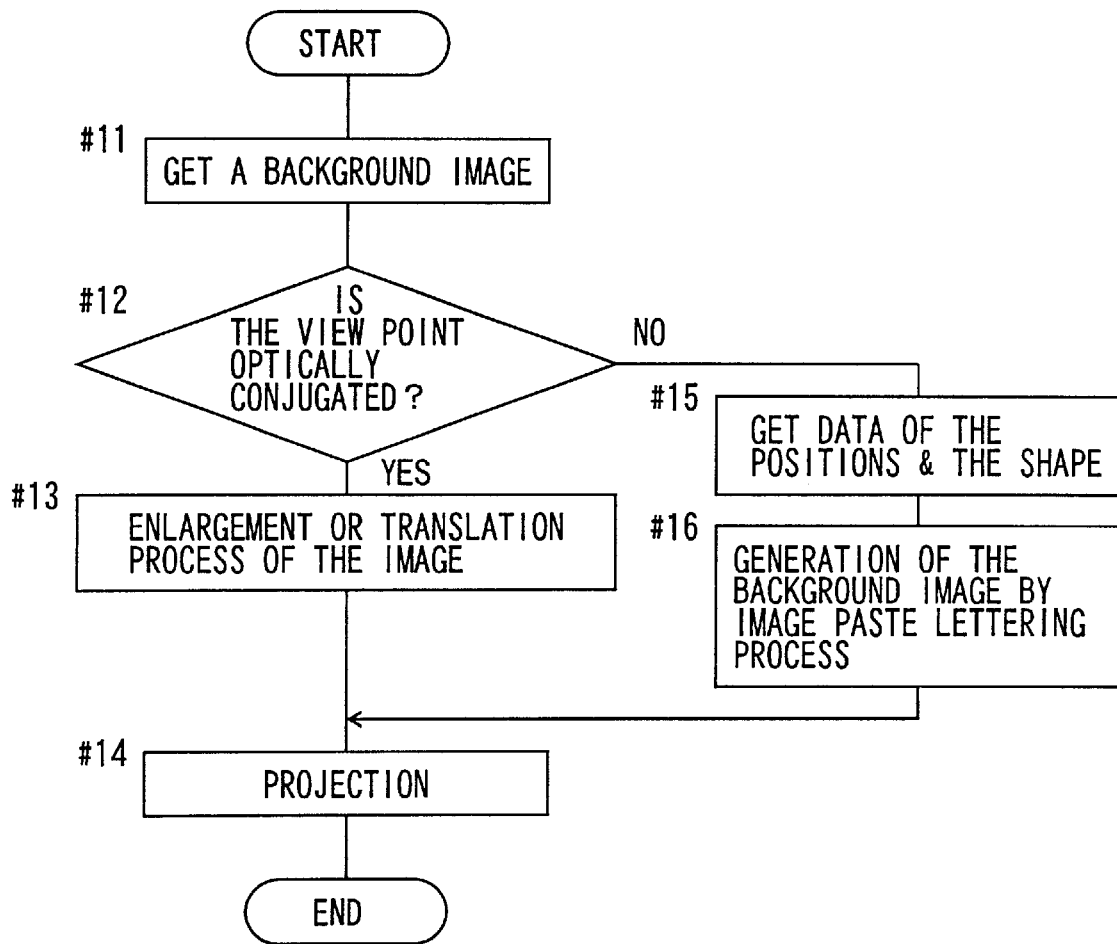 START
#11
GET A BACKGROUND IMAGE
#12
IS
THE VIEW POINT
OPTICALLY
CONJUGATED?
NO
YES
#13
ENLARGEMENT OR TRANSLATION
PROCESS OF THE IMAGE
#15
GET DATA OF THE
POSITIONS & THE SHAPE
#16
GENERATION OF THE
BACKGROUND IMAGE BY
IMAGE PASTE LETTERING
PROCESS
#14
PROJECTION
END